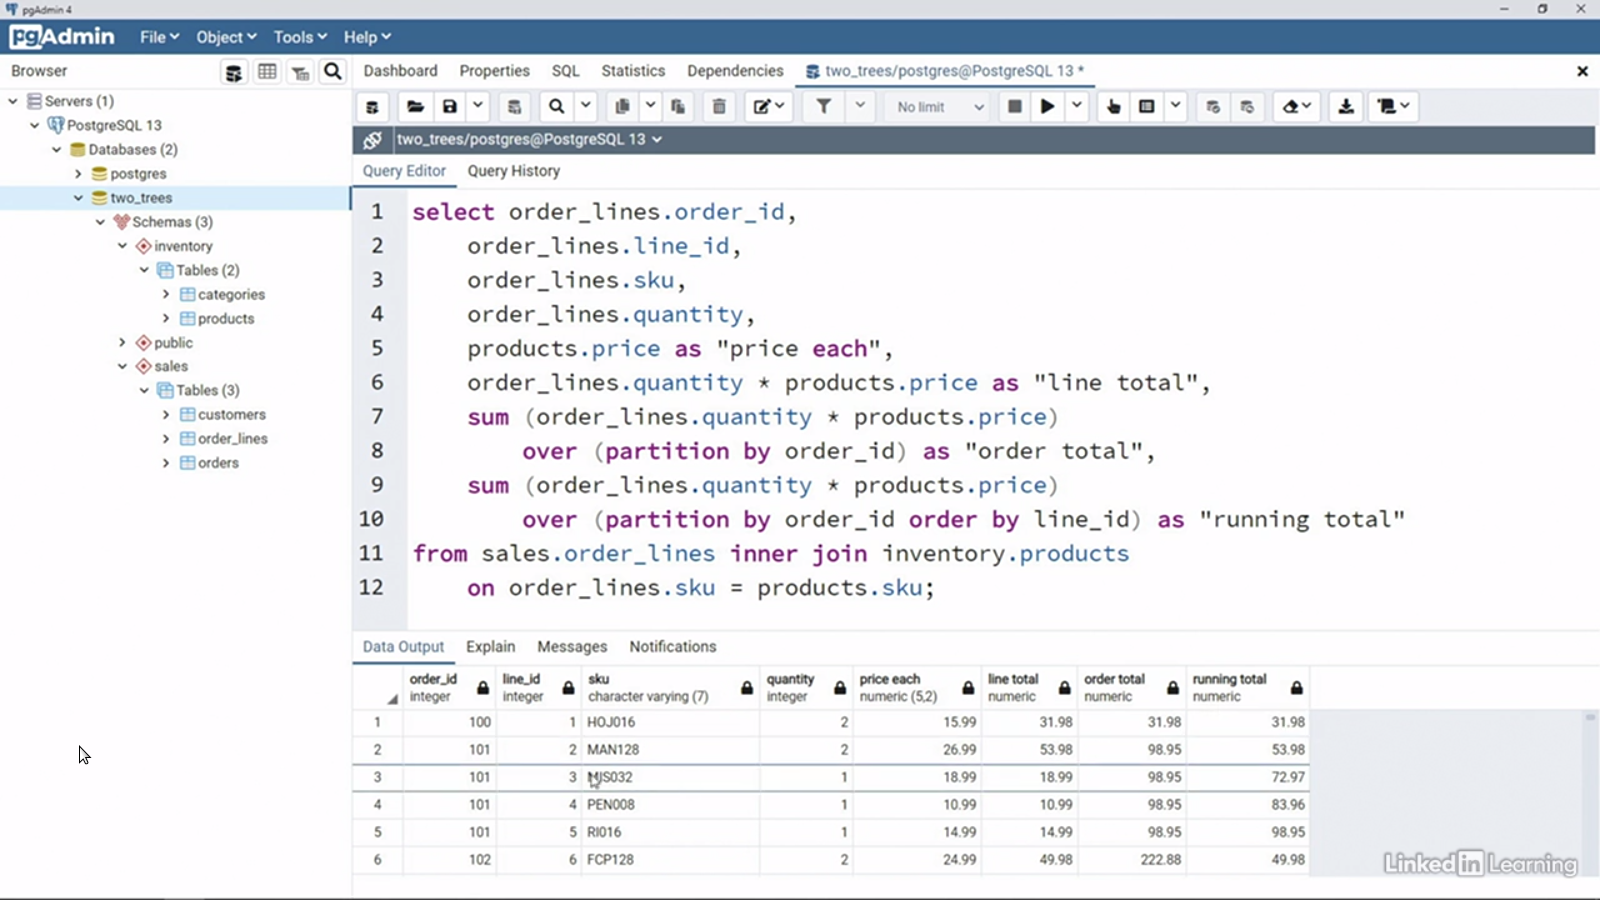 pgAdmin 4
pgAdmin File Object Tools Help
Browser
Dashboard Properties SQL Statistics Dependencies two_trees/postgres@PostgreSQL 13 *
Servers (1)
PostgreSQL 13
Databases (2)
postgres
two_trees
Schemas (3)
inventory
Tables (2)
categories
products
public
sales
Tables (3)
customers
order_lines
orders
No limit
two_trees/postgres@PostgreSQL 13
Query Editor Query History
1 select order_lines.order_id,
2 order_lines.line_id,
3 order_lines.sku,
4 order_lines.quantity,
5 products.price as "price each",
6 order_lines.quantity * products.price as "line total",
7 sum (order_lines.quantity * products.price)
8 over (partition by order_id) as "order total",
9 sum (order_lines.quantity * products.price)
10 over (partition by order_id order by line_id) as "running total"
11 from sales.order_lines inner join inventory.products
12 on order_lines.sku = products.sku;
Data Output Explain Messages Notifications
order_id line_id sku quantity price each line total order total running total
integer integer character varying (7) integer numeric (5,2) numeric numeric numeric
1 100 1 HOJ016 2 15.99 31.98 31.98 31.98
2 101 2 MAN128 2 26.99 53.98 98.95 53.98
3 101 3 MJS032 1 18.99 18.99 98.95 72.97
4 101 4 PEN008 1 10.99 10.99 98.95 83.96
5 101 5 RI016 1 14.99 14.99 98.95 98.95
6 102 6 FCP128 2 24.99 49.98 222.88 49.98
Linked in Learning